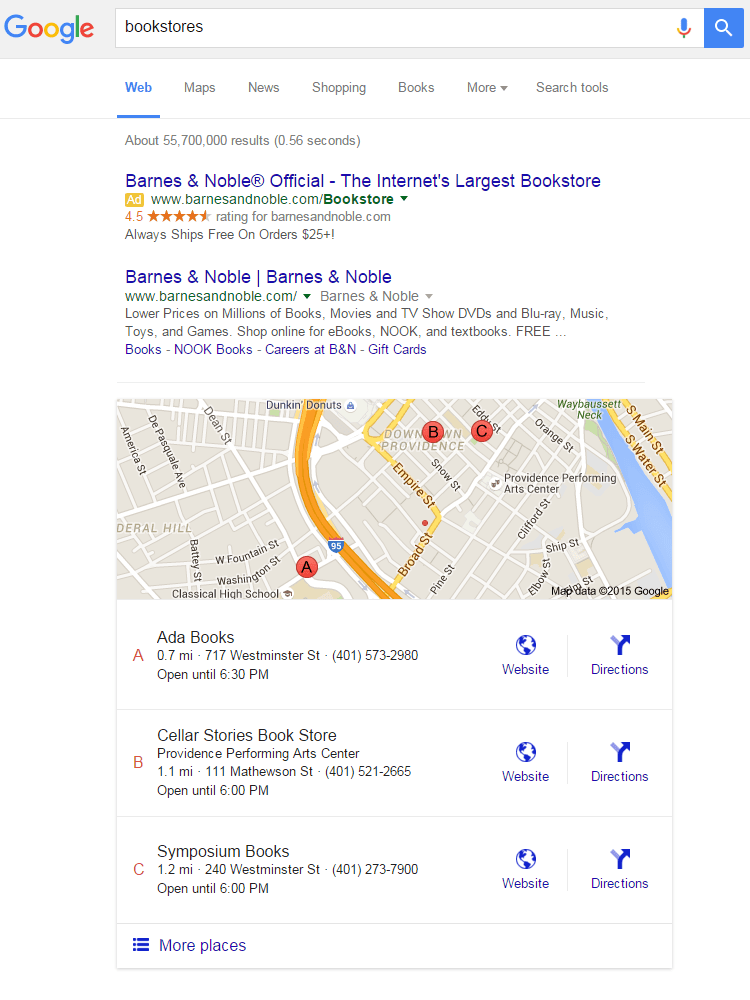 Google
bookstores
Web Maps News Shopping Books More Search tools
About 55,700,000 results (0.56 seconds)
Barnes & Noble® Official - The Internet's Largest Bookstore
Ad www.barnesandnoble.com/Bookstore
4.5 rating for barnesandnoble.com
Always Ships Free On Orders $25+!
Barnes & Noble | Barnes & Noble
www.barnesandnoble.com/ Barnes & Noble
Lower Prices on Millions of Books, Movies and TV Show DVDs and Blu-ray, Music,
Toys, and Games. Shop online for eBooks, NOOK, and textbooks. FREE ...
Books - NOOK Books - Careers at B&N - Gift Cards
Dunkin' Donuts
Waybaussett
Neck
Dean St
De Pasquale Ave
America St
Eddy St
Orange St
S Main St
S Water St
B
C
DOWNTOWN
PROVIDENCE
Snow St
Empire St
Providence Performing
Arts Center
Clifford St
DERAL HILL
Battey St
W Fountain St
Washington St
95
Broad St
Ship St
A
Pine St
Elbow St
Classical High School
Map data ©2015 Google
A
Ada Books
0.7 mi · 717 Westminster St · (401) 573-2980
Open until 6:30 PM
Website
Directions
B
Cellar Stories Book Store
Providence Performing Arts Center
1.1 mi · 111 Mathewson St · (401) 521-2665
Open until 6:00 PM
Website
Directions
C
Symposium Books
1.2 mi · 240 Westminster St · (401) 273-7900
Open until 6:00 PM
Website
Directions
More places